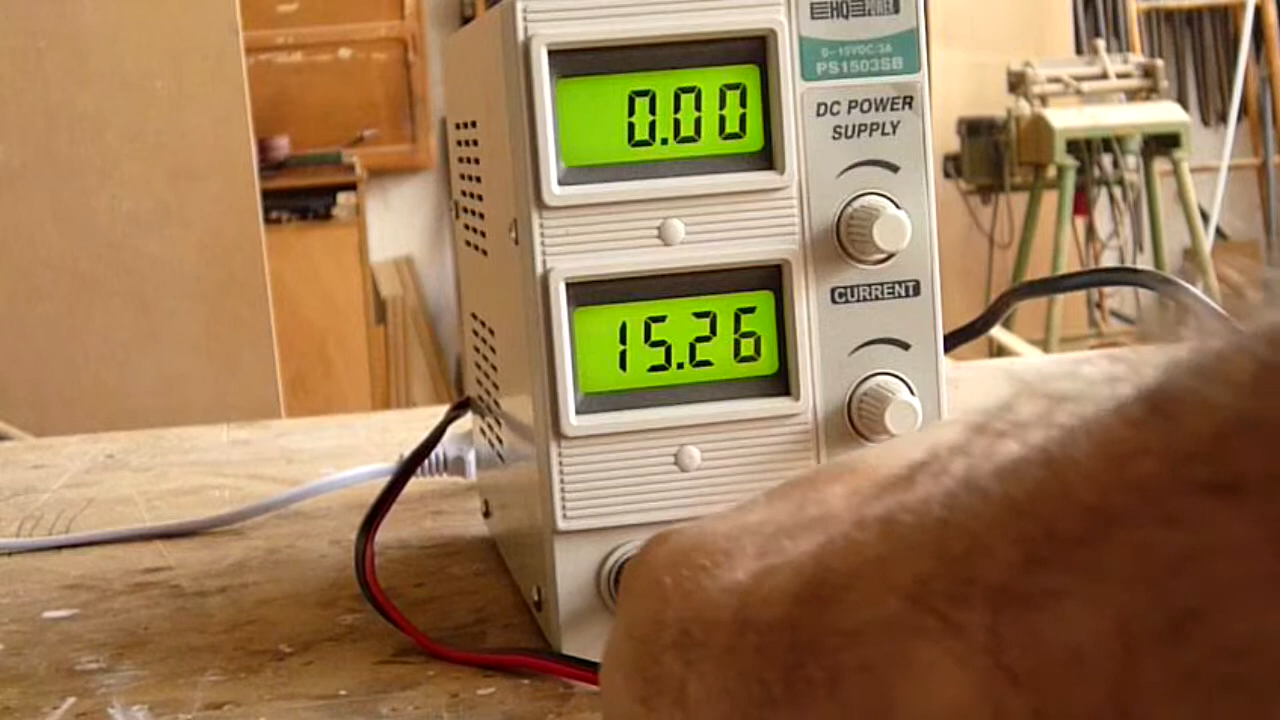 HQ POWER
0-15VDC/3A
PS1503SB
0.00
DC POWER
SUPPLY
CURRENT
15.26